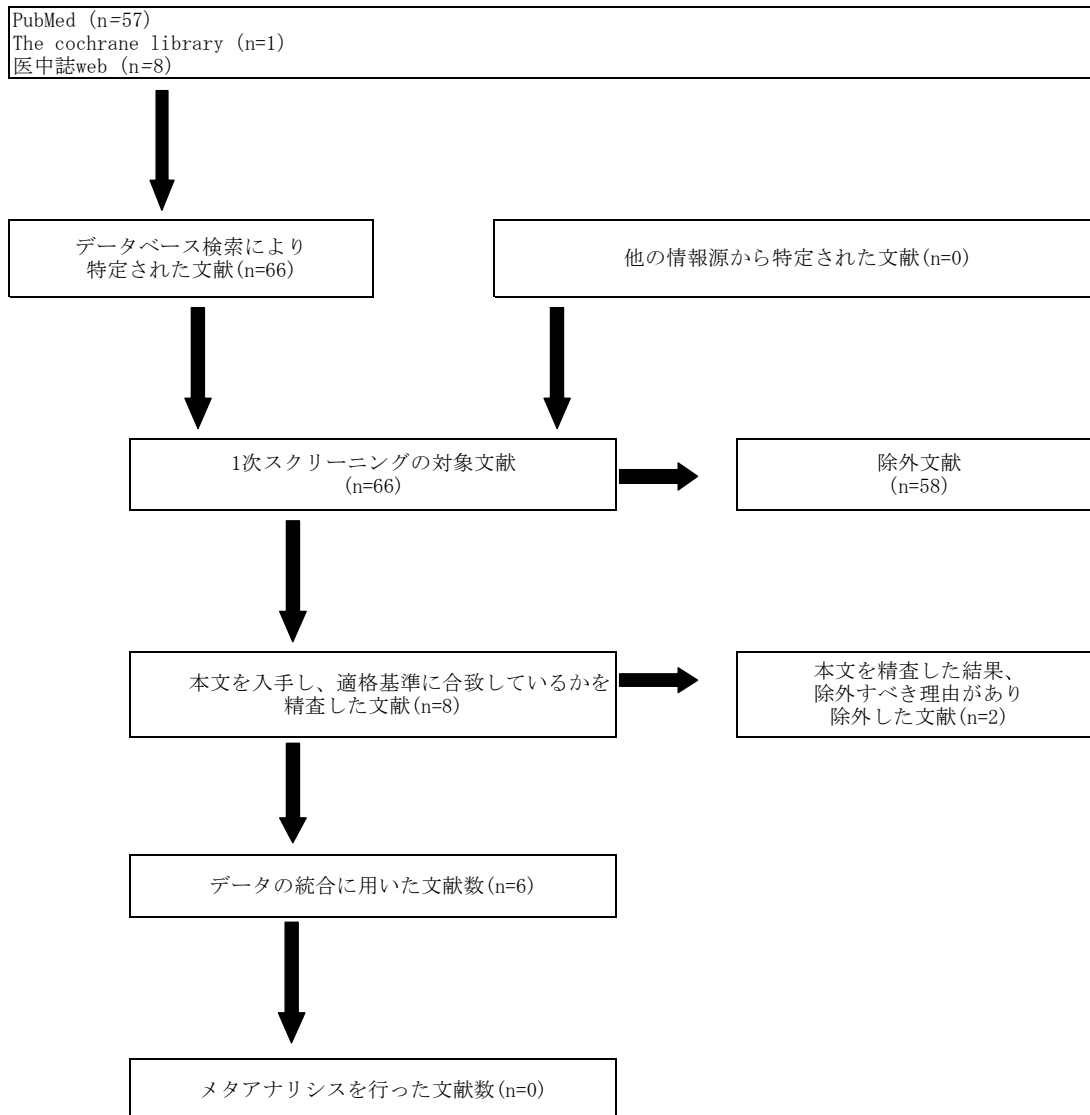 PubMed (n=57)
The cochrane library (n=1)
医中誌web (n=8)
データベース検索により
特定された文献(n=66)
他の情報源から特定された文献(n=0)
1次スクリーニングの対象文献
(n=66)
除外文献
(n=58)
本文を入手し、適格基準に合致しているかを
精査した文献(n=8)
本文を精査した結果、
除外すべき理由があり
除外した文献(n=2)
データの統合に用いた文献数(n=6)
メタアナリシスを行った文献数(n=0)